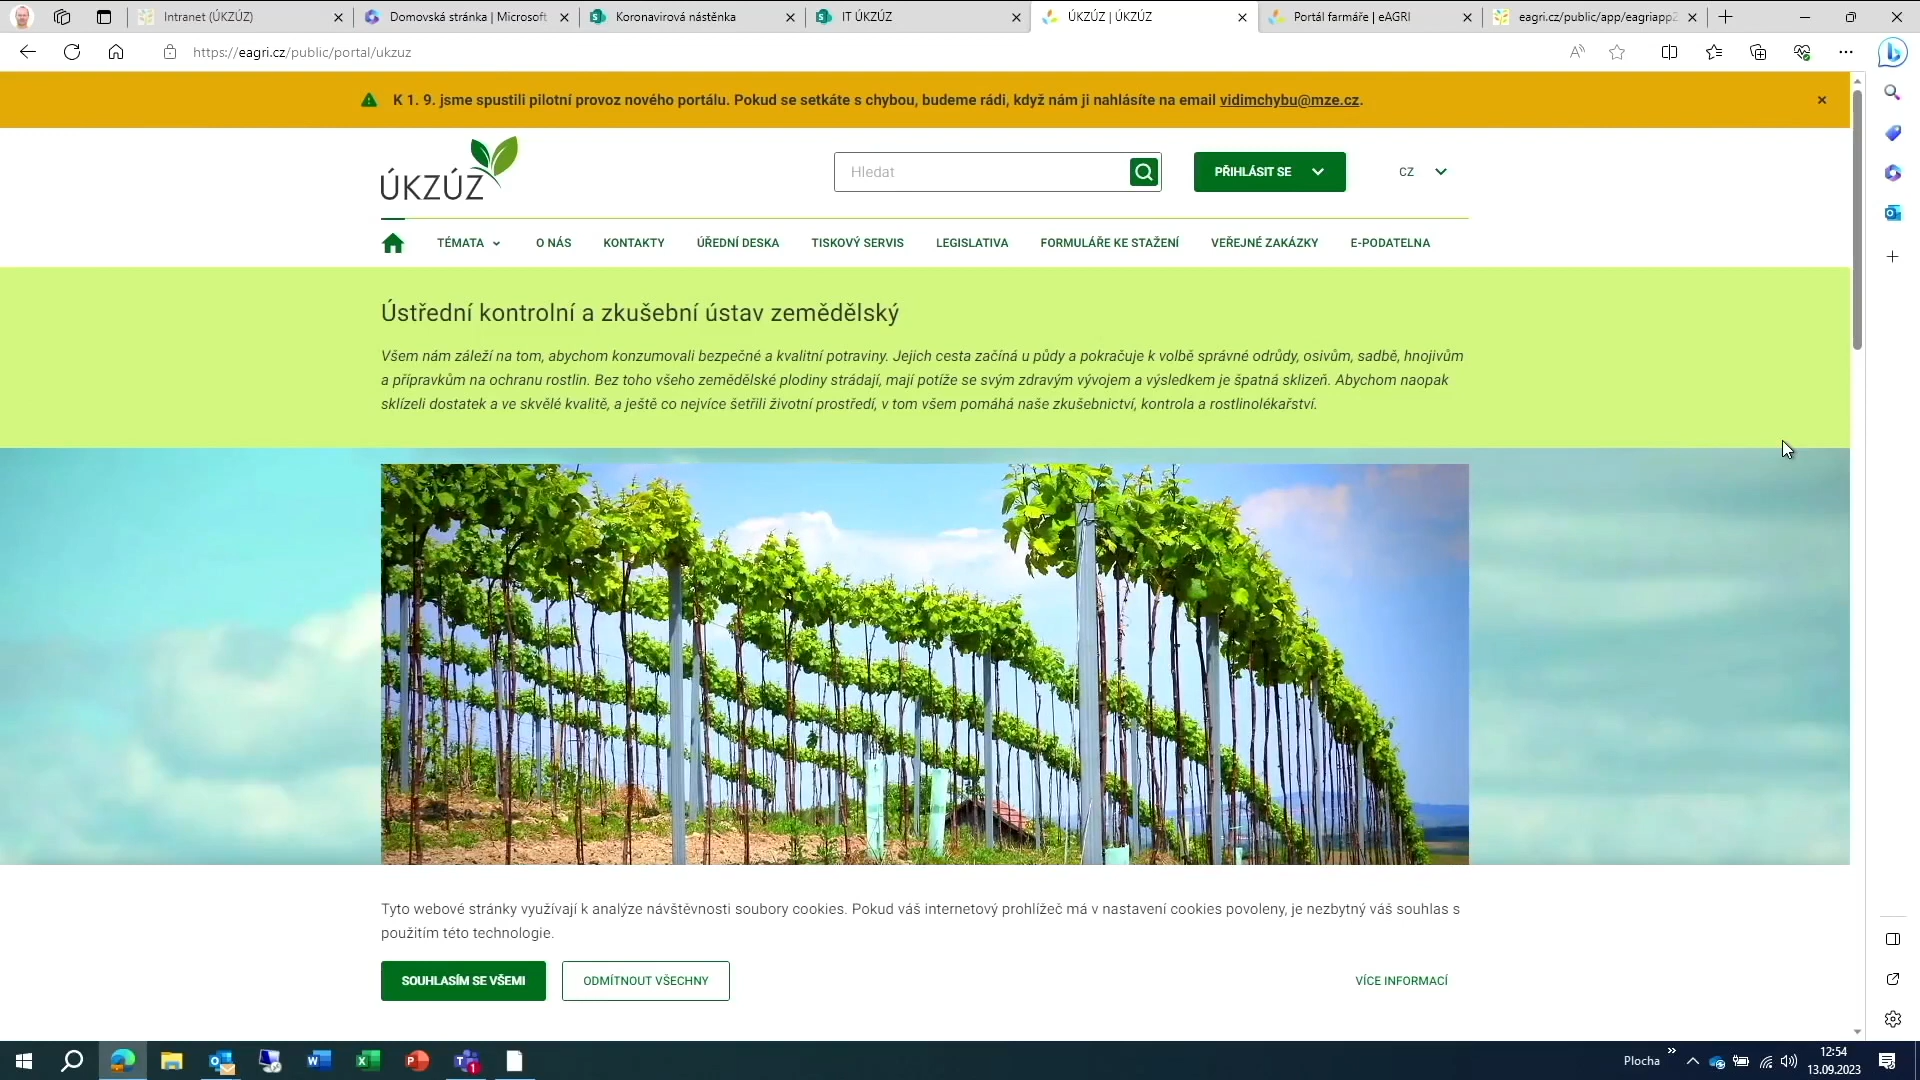 Intranet (ÚKZÚZ)
Domovská stránka | Microsoft
Koronavirová nástěnka
IT ÚKZÚZ
ÚKZÚZ | ÚKZÚZ
Portál farmáře | eAGRI
eagri.cz/public/app/eagriapp
https://eagri.cz/public/portal/ukzuz
K 1. 9. jsme spustili pilotní provoz nového portálu. Pokud se setkáte s chybou, budeme rádi, když nám ji nahlásíte na email vidimchybu@mze.cz.
ÚKZÚZ
Hledat
PŘIHLÁSIT SE
CZ
TÉMATA
O NÁS
KONTAKTY
ÚŘEDNÍ DESKA
TISKOVÝ SERVIS
LEGISLATIVA
FORMULÁŘE KE STAŽENÍ
VEŘEJNÉ ZAKÁZKY
E-PODATELNA
Ústřední kontrolní a zkušební ústav zemědělský
Všem nám záleží na tom, abychom konzumovali bezpečné a kvalitní potraviny. Jejich cesta začíná u půdy a pokračuje k volbě správné odrůdy, osivům, sadbě, hnojivům
a přípravkům na ochranu rostlin. Bez toho všeho zemědělské plodiny strádají, mají potíže se svým zdravým vývojem a výsledkem je špatná sklizeň. Abychom naopak
sklízeli dostatek a ve skvělé kvalitě, a ještě co nejvíce šetřili životní prostředí, v tom všem pomáhá naše zkušebnictví, kontrola a rostlinolékařství.
Tyto webové stránky využívají k analýze návštěvnosti soubory cookies. Pokud váš internetový prohlížeč má v nastavení cookies povoleny, je nezbytný váš souhlas s
použitím této technologie.
SOUHLASÍM SE VŠEMI
ODMÍTNOUT VŠECHNY
VÍCE INFORMACÍ
Plocha
12:54
13.09.2023